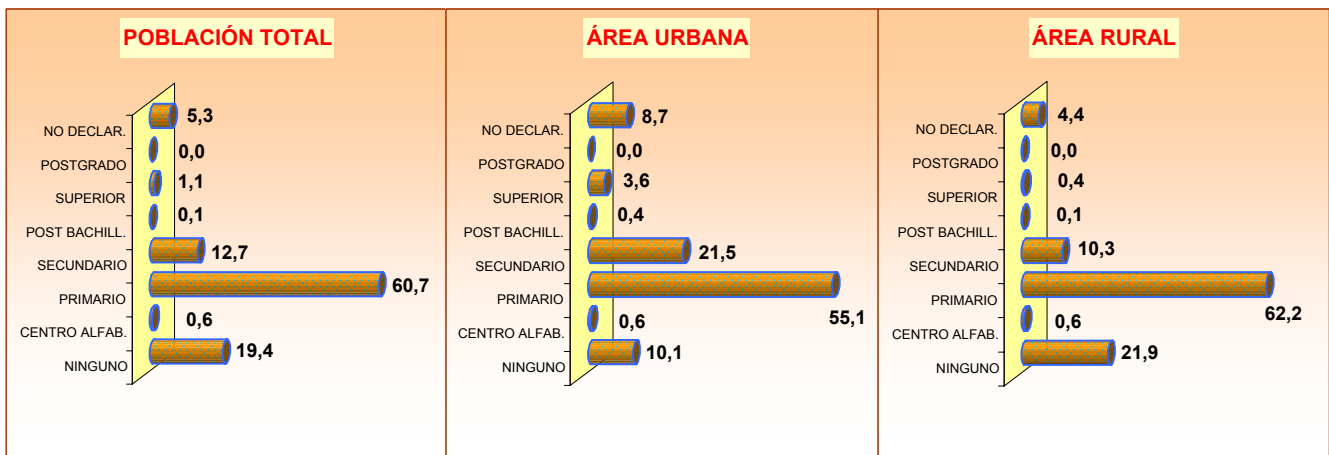 POBLACIÓN TOTAL
NO DECLAR. 5,3
POSTGRADO 0,0
SUPERIOR 1,1
POST BACHILL. 0,1
SECUNDARIO 12,7
PRIMARIO 60,7
CENTRO ALFAB. 0,6
NINGUNO 19,4
ÁREA URBANA
NO DECLAR. 8,7
POSTGRADO 0,0
SUPERIOR 3,6
POST BACHILL. 0,4
SECUNDARIO 21,5
PRIMARIO 55,1
CENTRO ALFAB. 0,6
NINGUNO 10,1
ÁREA RURAL
NO DECLAR. 4,4
POSTGRADO 0,0
SUPERIOR 0,4
POST BACHILL. 0,1
SECUNDARIO 10,3
PRIMARIO 62,2
CENTRO ALFAB. 0,6
NINGUNO 21,9